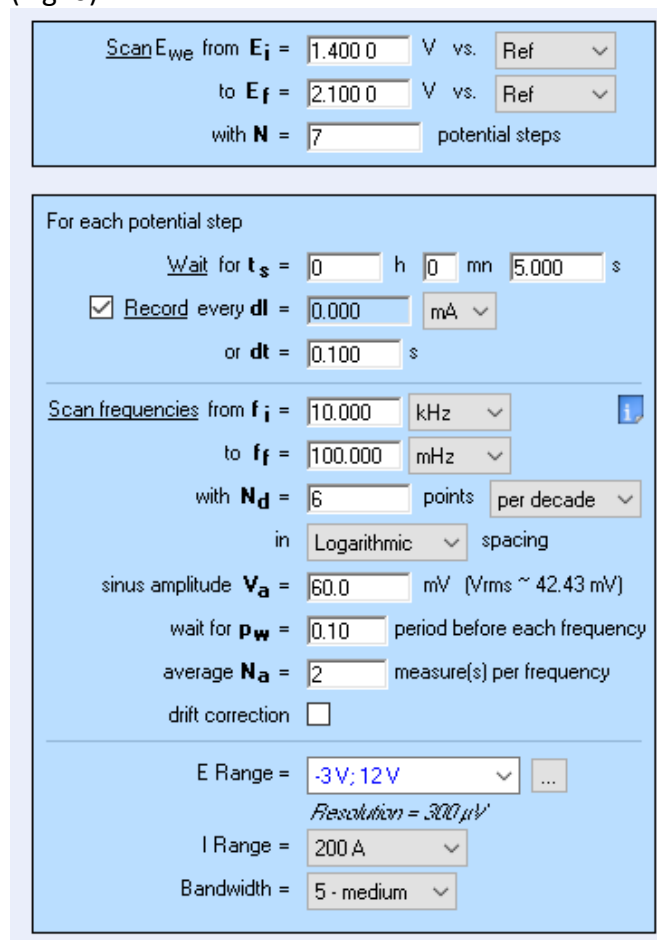 Scan Ewe from Ei = 1.400 0 V vs. Ref
to Ef = 2.100 0 V vs. Ref
with N = 7 potential steps
For each potential step
Wait for ts = 0 h 0 mn 5.000 s
Record every dI = 0.000 mA
or dt = 0.100 s
Scan frequencies from fi = 10.000 kHz
to ff = 100.000 mHz
with Nd = 6 points per decade
in Logarithmic spacing
sinus amplitude Va = 60.0 mV (Vrms ~ 42.43 mV)
wait for pw = 0.10 period before each frequency
average Na = 2 measure(s) per frequency
drift correction
E Range = -3 V; 12 V ...
Resolution = 300 µV
I Range = 200 A
Bandwidth = 5 - medium